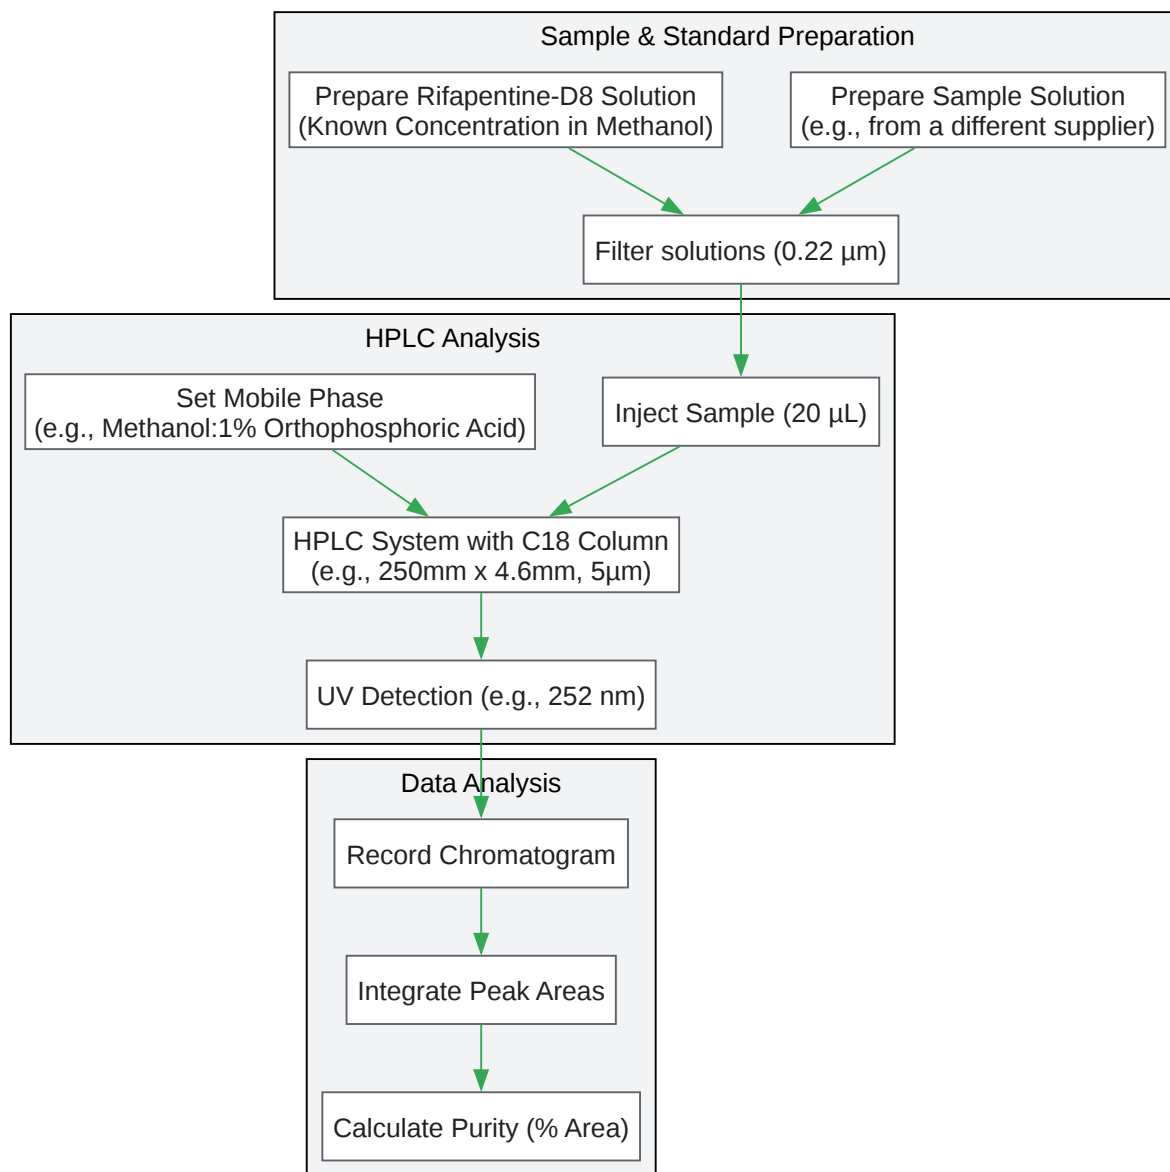 Sample & Standard Preparation
Prepare Rifapentine-D8 Solution
(Known Concentration in Methanol)
Prepare Sample Solution
(e.g., from a different supplier)
Filter solutions (0.22 µm)
HPLC Analysis
Set Mobile Phase
(e.g., Methanol:1% Orthophosphoric Acid)
Inject Sample (20 µL)
HPLC System with C18 Column
(e.g., 250mm x 4.6mm, 5µm)
UV Detection (e.g., 252 nm)
Data Analysis
Record Chromatogram
Integrate Peak Areas
Calculate Purity (% Area)